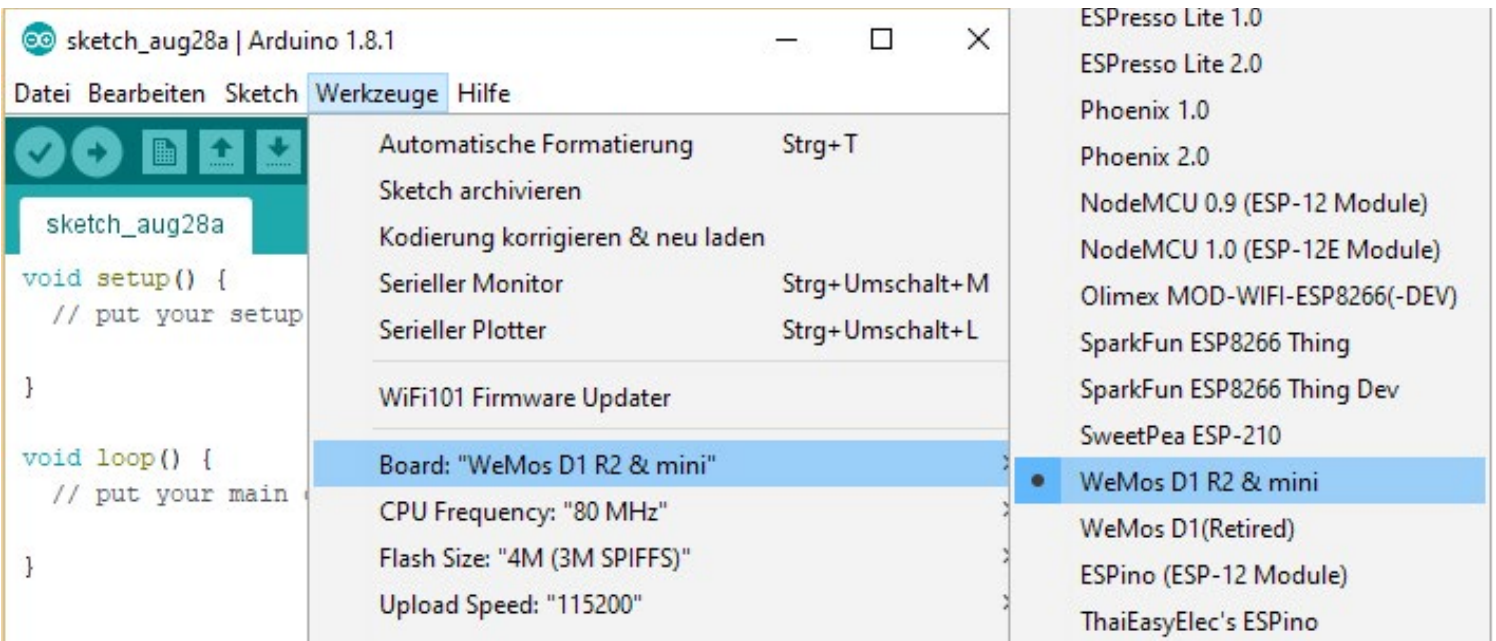 sketch_aug28a | Arduino 1.8.1
Datei Bearbeiten Sketch Werkzeuge Hilfe
sketch_aug28a
void setup() {
// put your setup
}
void loop() {
// put your main
}
Automatische Formatierung Strg+T
Sketch archivieren
Kodierung korrigieren & neu laden
Serieller Monitor Strg+Umschalt+M
Serieller Plotter Strg+Umschalt+L
WiFi101 Firmware Updater
Board: "WeMos D1 R2 & mini"
CPU Frequency: "80 MHz"
Flash Size: "4M (3M SPIFFS)"
Upload Speed: "115200"
ESPresso Lite 1.0
ESPresso Lite 2.0
Phoenix 1.0
Phoenix 2.0
NodeMCU 0.9 (ESP-12 Module)
NodeMCU 1.0 (ESP-12E Module)
Olimex MOD-WIFI-ESP8266(-DEV)
SparkFun ESP8266 Thing
SparkFun ESP8266 Thing Dev
SweetPea ESP-210
WeMos D1 R2 & mini
WeMos D1(Retired)
ESPino (ESP-12 Module)
ThaiEasyElec's ESPino